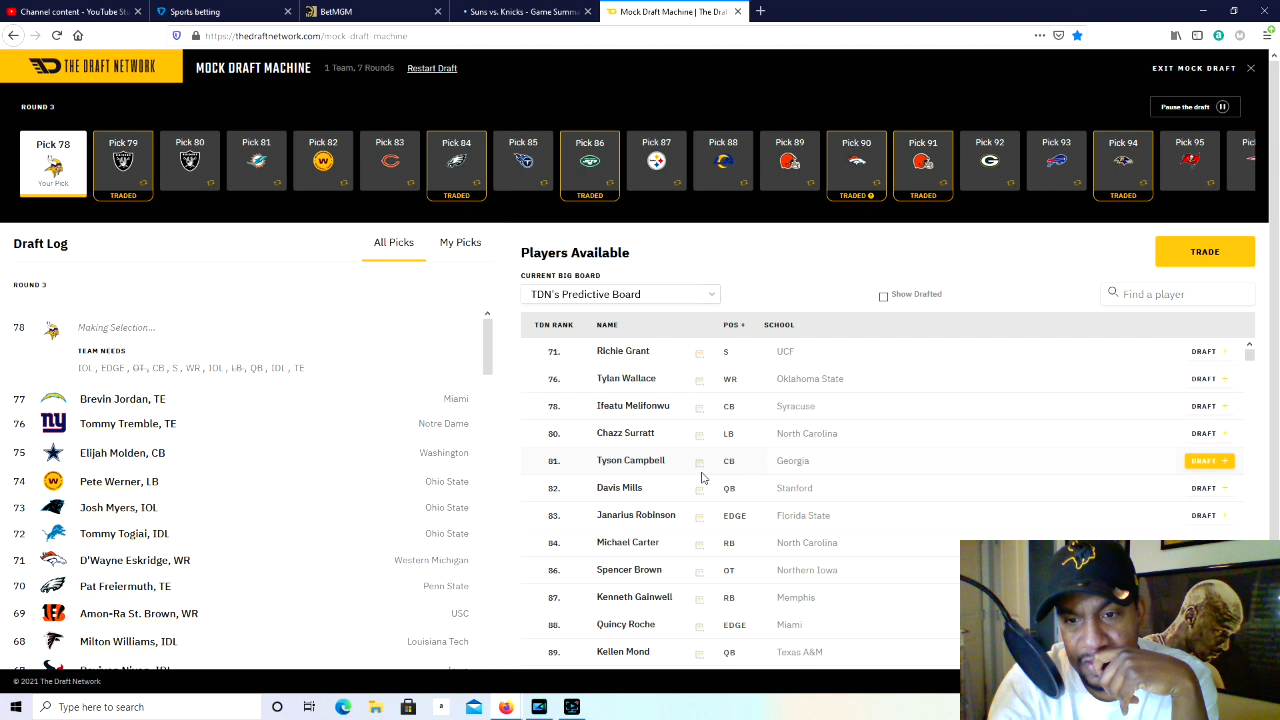 Channel content - YouTube Stu
Sports betting
BetMGM
Suns vs. Knicks - Game Summa
Mock Draft Machine | The Dra
https://thedraftnetwork.com/mock-draft-machine
THE DRAFT NETWORK
MOCK DRAFT MACHINE
1 Team, 7 Rounds
Restart Draft
EXIT MOCK DRAFT
ROUND 3
Pause the draft
Pick 78
Your Pick
Pick 79
TRADED
Pick 80
Pick 81
Pick 82
Pick 83
Pick 84
TRADED
Pick 85
Pick 86
TRADED
Pick 87
Pick 88
Pick 89
Pick 90
TRADED
Pick 91
TRADED
Pick 92
Pick 93
Pick 94
TRADED
Pick 95
Draft Log
All Picks
My Picks
ROUND 3
78 Making Selection...
TEAM NEEDS
IOL , EDGE , OT , CB , S , WR , IOL , LB , QB , IDL , TE
77 Brevin Jordan, TE Miami
76 Tommy Tremble, TE Notre Dame
75 Elijah Molden, CB Washington
74 Pete Werner, LB Ohio State
73 Josh Myers, IOL Ohio State
72 Tommy Togiai, IDL Ohio State
71 D'Wayne Eskridge, WR Western Michigan
70 Pat Freiermuth, TE Penn State
69 Amon-Ra St. Brown, WR USC
68 Milton Williams, IDL Louisiana Tech
Players Available
TRADE
CURRENT BIG BOARD
TDN's Predictive Board
Show Drafted
Find a player
TDN RANK NAME POS + SCHOOL
71. Richie Grant S UCF DRAFT +
76. Tylan Wallace WR Oklahoma State DRAFT +
78. Ifeatu Melifonwu CB Syracuse DRAFT +
80. Chazz Surratt LB North Carolina DRAFT +
81. Tyson Campbell CB Georgia DRAFT +
82. Davis Mills QB Stanford DRAFT +
83. Janarius Robinson EDGE Florida State DRAFT +
84. Michael Carter RB North Carolina
86. Spencer Brown OT Northern Iowa
87. Kenneth Gainwell RB Memphis
88. Quincy Roche EDGE Miami
89. Kellen Mond QB Texas A&M
© 2021 The Draft Network
Type here to search